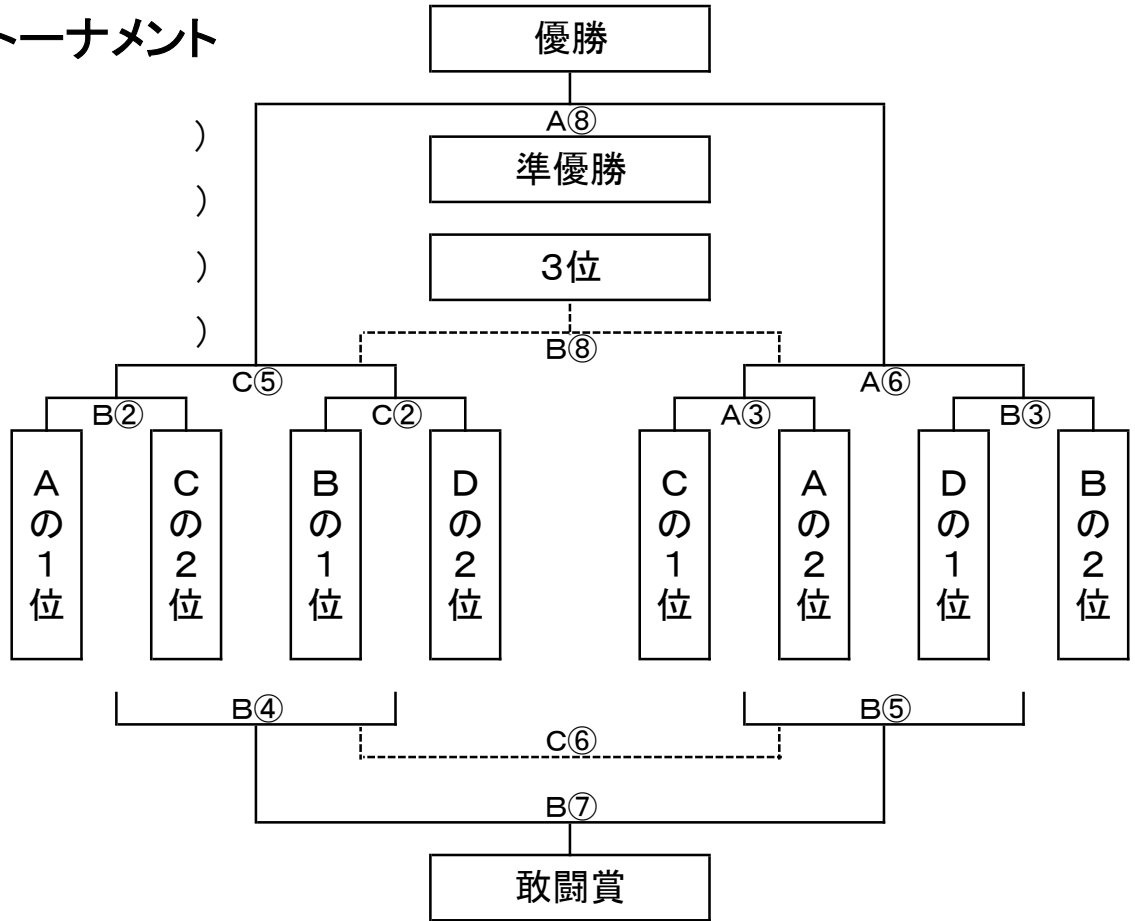 トーナメント
優勝
A⑧
)
準優勝
)
3位
)
)
B⑧
C⑤
A⑥
B②
C②
A③
B③
Aの1位
Cの2位
Bの1位
Dの2位
Cの1位
Aの2位
Dの1位
Bの2位
B④
B⑤
C⑥
B⑦
敢闘賞